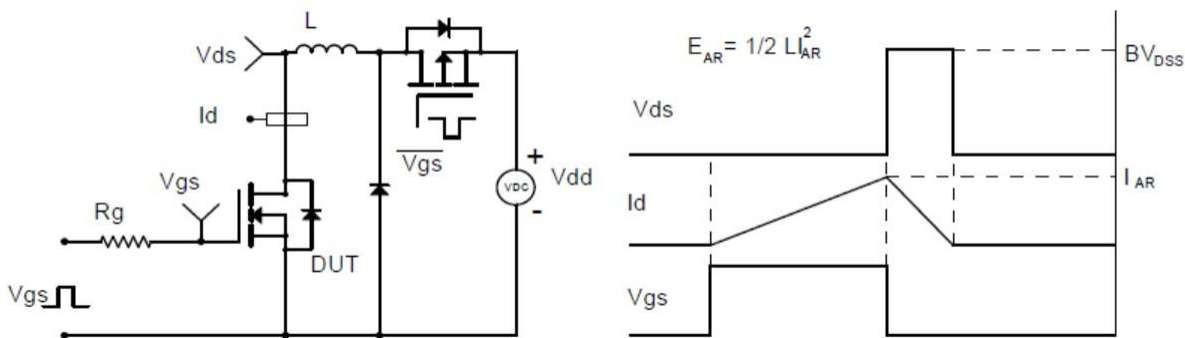 L
Vds
Id
Vgs
Vgs
+
VDC
Vdd
-
Rg
DUT
Vgs
E_AR = 1/2 LI²_AR
BV_DSS
Vds
I_AR
Id
Vgs